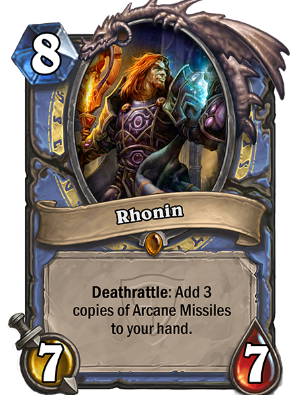 8
Rhonin
Deathrattle: Add 3
copies of Arcane Missiles
to your hand.
7
7